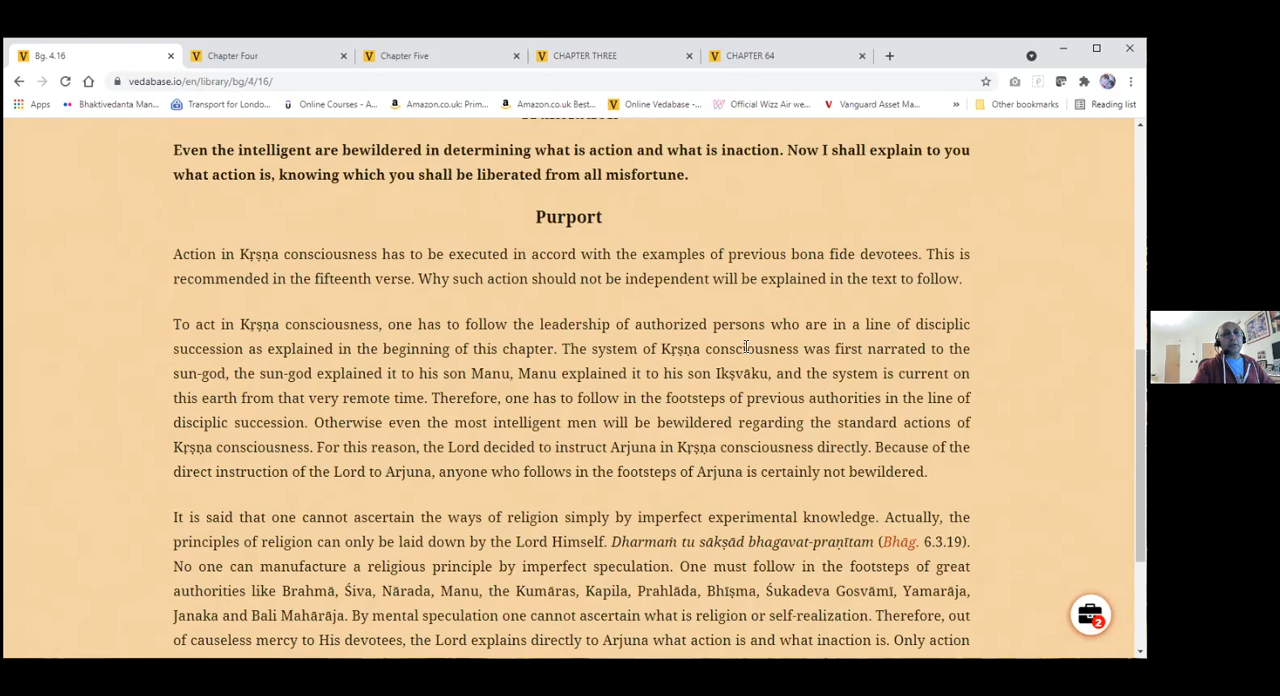 Bg. 4.16
Chapter Four
Chapter Five
CHAPTER THREE
CHAPTER 64
vedabase.io/en/library/bg/4/16/
Apps
Bhaktivedanta Man...
Transport for Londo...
Online Courses - A...
Amazon.co.uk: Prim...
Amazon.co.uk Best...
Online Vedabase: ...
Official Wizz Air we...
Vanguard Asset Ma...
»
Other bookmarks
Reading list
Even the intelligent are bewildered in determining what is action and what is inaction. Now I shall explain to you
what action is, knowing which you shall be liberated from all misfortune.
Purport
Action in Kṛṣṇa consciousness has to be executed in accord with the examples of previous bona fide devotees. This is
recommended in the fifteenth verse. Why such action should not be independent will be explained in the text to follow.
To act in Kṛṣṇa consciousness, one has to follow the leadership of authorized persons who are in a line of disciplic
succession as explained in the beginning of this chapter. The system of Kṛṣṇa consciousness was first narrated to the
sun-god, the sun-god explained it to his son Manu, Manu explained it to his son Ikṣvāku, and the system is current on
this earth from that very remote time. Therefore, one has to follow in the footsteps of previous authorities in the line of
disciplic succession. Otherwise even the most intelligent men will be bewildered regarding the standard actions of
Kṛṣṇa consciousness. For this reason, the Lord decided to instruct Arjuna in Kṛṣṇa consciousness directly. Because of the
direct instruction of the Lord to Arjuna, anyone who follows in the footsteps of Arjuna is certainly not bewildered.
It is said that one cannot ascertain the ways of religion simply by imperfect experimental knowledge. Actually, the
principles of religion can only be laid down by the Lord Himself. Dharmaṁ tu sākṣād bhagavat-praṇītam (Bhāg. 6.3.19).
No one can manufacture a religious principle by imperfect speculation. One must follow in the footsteps of great
authorities like Brahmā, Śiva, Nārada, Manu, the Kumāras, Kapila, Prahlāda, Bhīṣma, Śukadeva Gosvāmī, Yamarāja,
Janaka and Bali Mahārāja. By mental speculation one cannot ascertain what is religion or self-realization. Therefore, out
of causeless mercy to His devotees, the Lord explains directly to Arjuna what action is and what inaction is. Only action
2